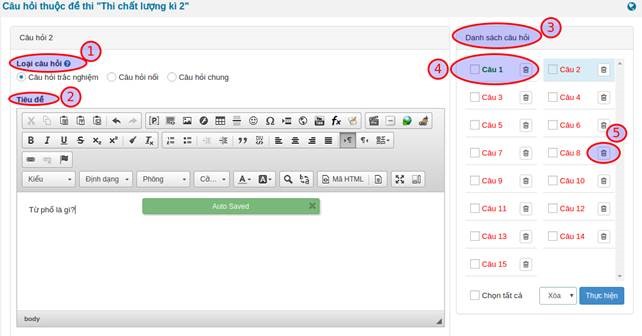 Câu hỏi thuộc đề thi "Thi chất lượng kì 2"
Câu hỏi 2
1
Loại câu hỏi
Câu hỏi trắc nghiệm Câu hỏi nối Câu hỏi chung
Tiêu đề 2
Kiểu Định dạng Phông Cỡ... A A Mã HTML
Từ phổ là gì?
Auto Saved
body
3
Danh sách câu hỏi
4
Câu 1 Câu 2
Câu 3 Câu 4
Câu 5 Câu 6
5
Câu 7 Câu 8
Câu 9 Câu 10
Câu 11 Câu 12
Câu 13 Câu 14
Câu 15
Chọn tất cả Xóa Thực hiện